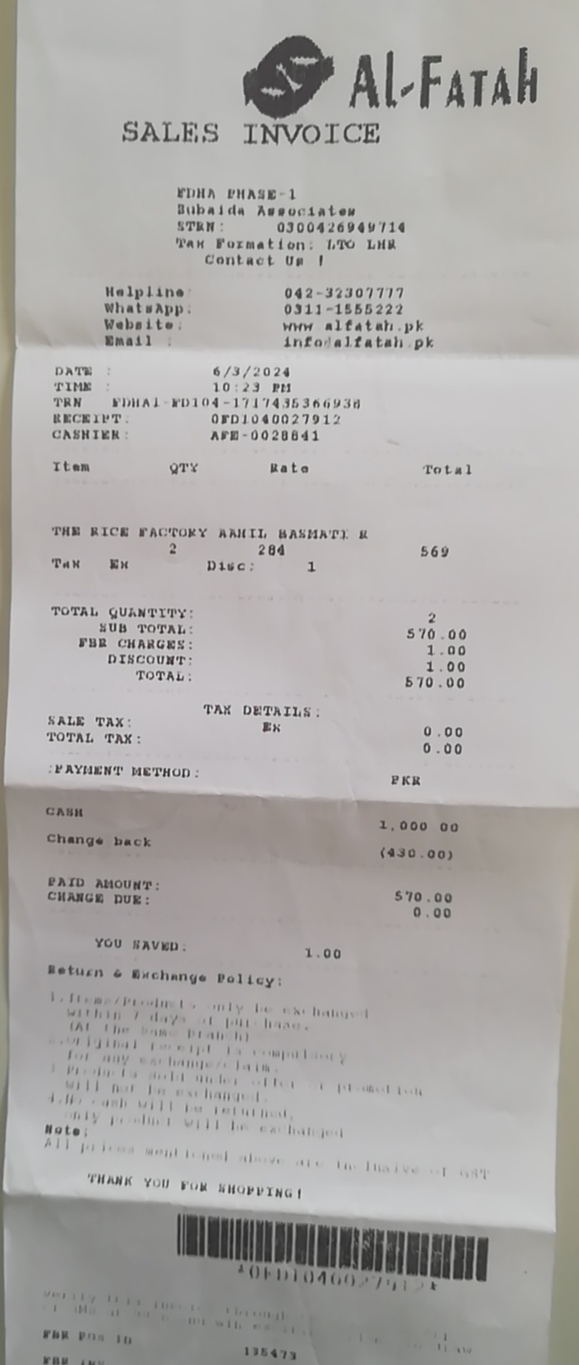 Al-Fatah
SALES INVOICE
FDHA PHASE-1
Subaida Associates
STRN: 0300426949714
Tax Formation: LTO LHR
Contact Us !
Helpline: 042-32307777
WhatsApp: 0311-1555222
Website: www alfatah.pk
Email : info@alfatah.pk
DATE : 6/3/2024
TIME : 10:23 PM
TRN FDHA1-FD104-1717435366938
RECEIPT: 0FD1040027912
CASHIER: AFE-0028841
Item QTY Rate Total
THE RICE FACTORY AAHIL BASMATI R
2 284 569
Tax Ex Disc: 1
TOTAL QUANTITY: 2
SUB TOTAL: 570.00
FBR CHARGES: 1.00
DISCOUNT: 1.00
TOTAL: 570.00
TAX DETAILS:
SALE TAX: Ex 0.00
TOTAL TAX: 0.00
:PAYMENT METHOD: PKR
CASH 1,000 00
Change back (430.00)
PAID AMOUNT: 570.00
CHANGE DUE: 0.00
YOU SAVED: 1.00
Return & Exchange Policy:
1.Items/Products only be exchanged
within 7 days of purchase.
(At the same branch)
.Original receipt is compulsory
for any exchange/claim.
Products sold under offer or promotion
will not be exchanged.
4.No cash will be returned,
only product will be exchanged
Note:
All prices mentioned above are inclusive of GST
THANK YOU FOR SHOPPING!
*0FD1040027912*
FBR POS ID 135473